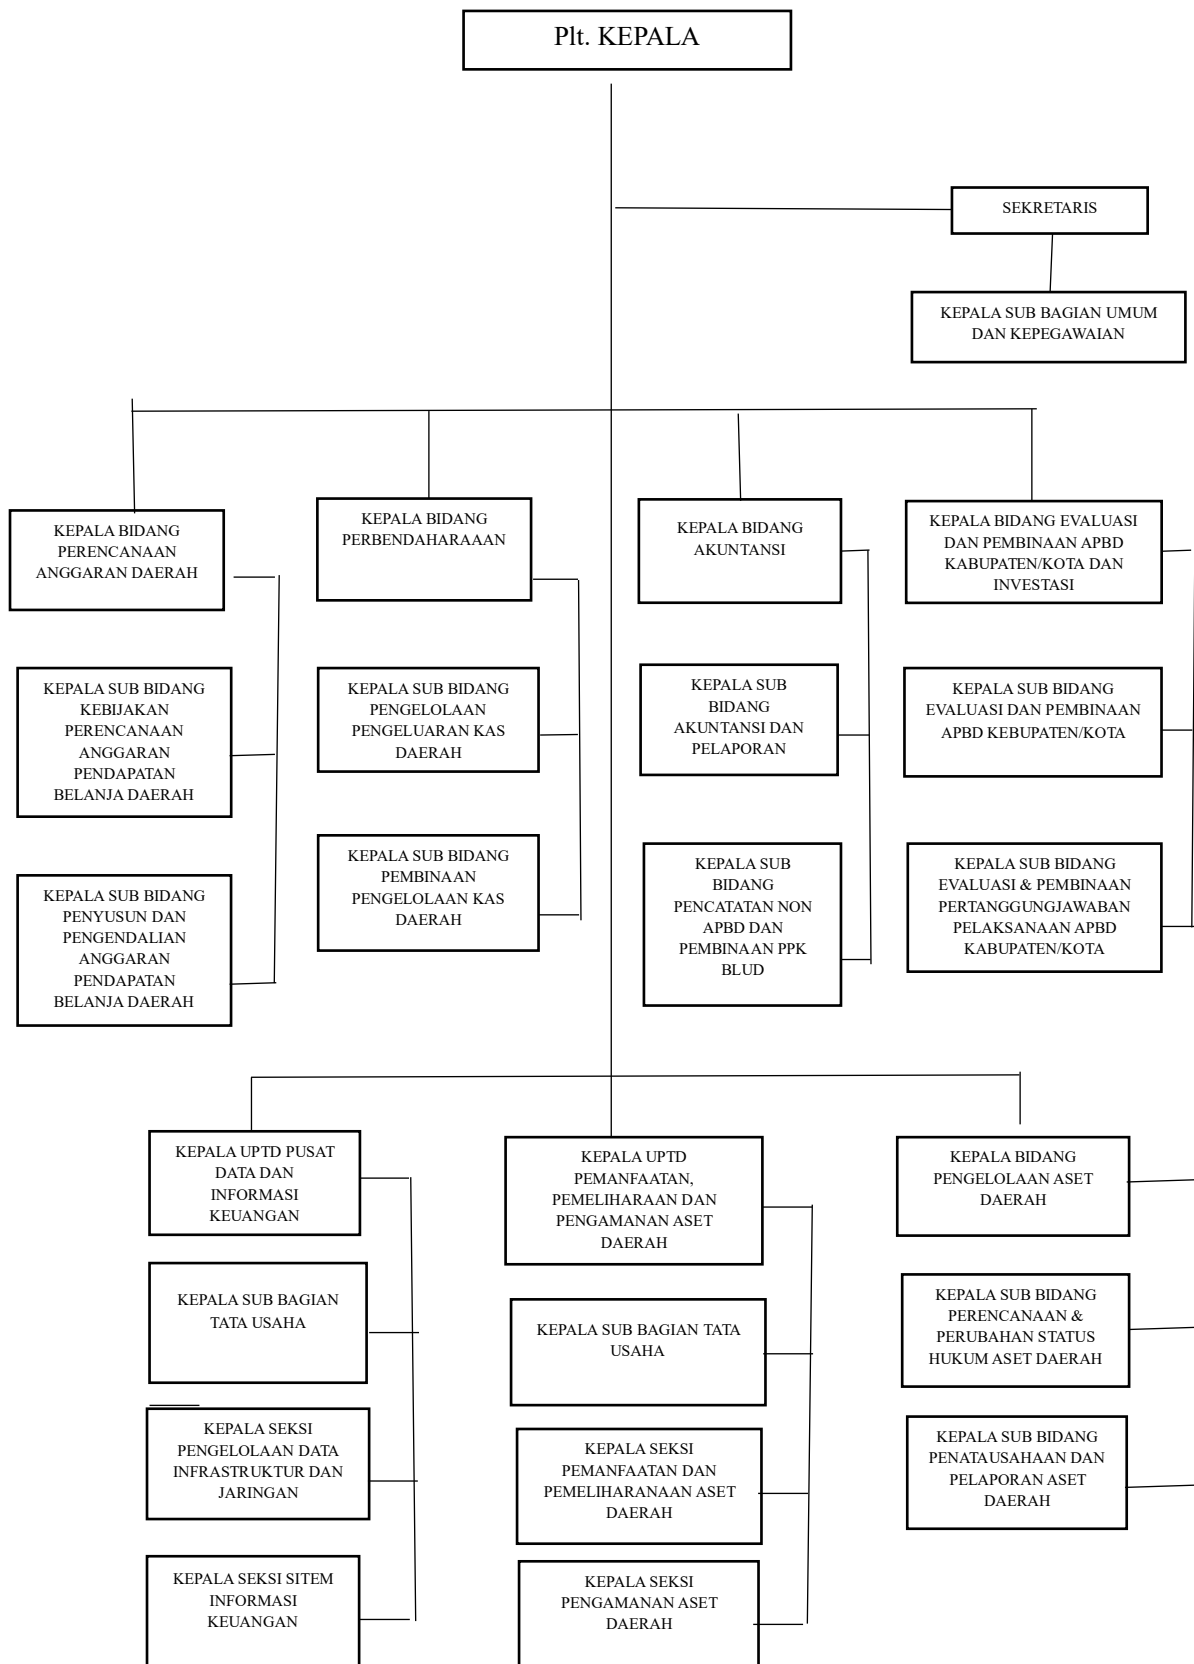 Plt. KEPALA
SEKRETARIS
KEPALA SUB BAGIAN UMUM
DAN KEPEGAWAIAN
KEPALA BIDANG
PERENCANAAN
ANGGARAN DAERAH
KEPALA BIDANG
PERBENDAHARAAAN
KEPALA BIDANG
AKUNTANSI
KEPALA BIDANG EVALUASI
DAN PEMBINAAN APBD
KABUPATEN/KOTA DAN
INVESTASI
KEPALA SUB BIDANG
KEBIJAKAN
PERENCANAAN
ANGGARAN
PENDAPATAN
BELANJA DAERAH
KEPALA SUB BIDANG
PENGELOLAAN
PENGELUARAN KAS
DAERAH
KEPALA SUB
BIDANG
AKUNTANSI DAN
PELAPORAN
KEPALA SUB BIDANG
EVALUASI DAN PEMBINAAN
APBD KEBUPATEN/KOTA
KEPALA SUB BIDANG
PENYUSUN DAN
PENGENDALIAN
ANGGARAN
PENDAPATAN
BELANJA DAERAH
KEPALA SUB BIDANG
PEMBINAAN
PENGELOLAAN KAS
DAERAH
KEPALA SUB
BIDANG
PENCATATAN NON
APBD DAN
PEMBINAAN PPK
BLUD
KEPALA SUB BIDANG
EVALUASI & PEMBINAAN
PERTANGGUNGJAWABAN
PELAKSANAAN APBD
KABUPATEN/KOTA
KEPALA UPTD PUSAT
DATA DAN
INFORMASI
KEUANGAN
KEPALA UPTD
PEMANFAATAN,
PEMELIHARAAN DAN
PENGAMANAN ASET
DAERAH
KEPALA BIDANG
PENGELOLAAN ASET
DAERAH
KEPALA SUB BAGIAN
TATA USAHA
KEPALA SUB BAGIAN TATA
USAHA
KEPALA SUB BIDANG
PERENCANAAN &
PERUBAHAN STATUS
HUKUM ASET DAERAH
KEPALA SEKSI
PENGELOLAAN DATA
INFRASTRUKTUR DAN
JARINGAN
KEPALA SEKSI
PEMANFAATAN DAN
PEMELIHARANAAN ASET
DAERAH
KEPALA SUB BIDANG
PENATAUSAHAAN DAN
PELAPORAN ASET
DAERAH
KEPALA SEKSI SITEM
INFORMASI
KEUANGAN
KEPALA SEKSI
PENGAMANAN ASET
DAERAH